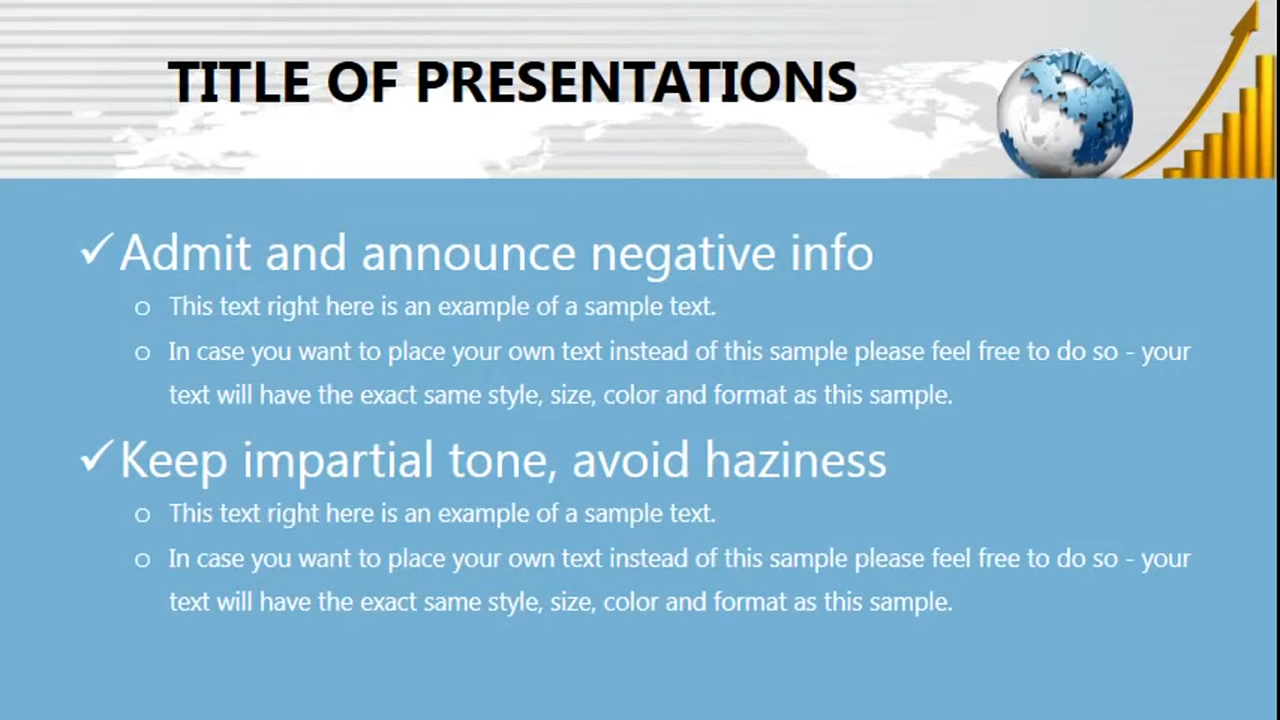 TITLE OF PRESENTATIONS
✓Admit and announce negative info
o This text right here is an example of a sample text.
o In case you want to place your own text instead of this sample please feel free to do so - your
text will have the exact same style, size, color and format as this sample.
✓Keep impartial tone, avoid haziness
o This text right here is an example of a sample text.
o In case you want to place your own text instead of this sample please feel free to do so - your
text will have the exact same style, size, color and format as this sample.